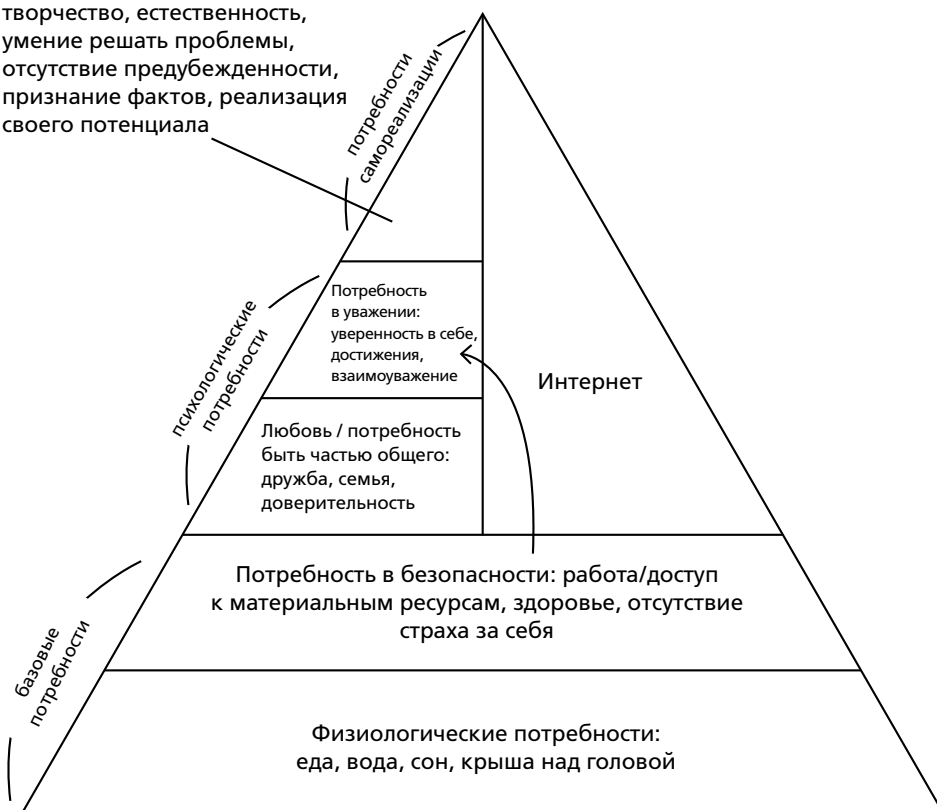 творчество, естественность,
умение решать проблемы,
отсутствие предубежденности,
признание фактов, реализация
своего потенциала
потребности
самореализации
Потребность
в уважении:
уверенность в себе,
достижения,
взаимоуважение
психологические
потребности
Интернет
Любовь / потребность
быть частью общего:
дружба, семья,
доверительность
Потребность в безопасности: работа/доступ
к материальным ресурсам, здоровье, отсутствие
страха за себя
базовые
потребности
Физиологические потребности:
еда, вода, сон, крыша над головой